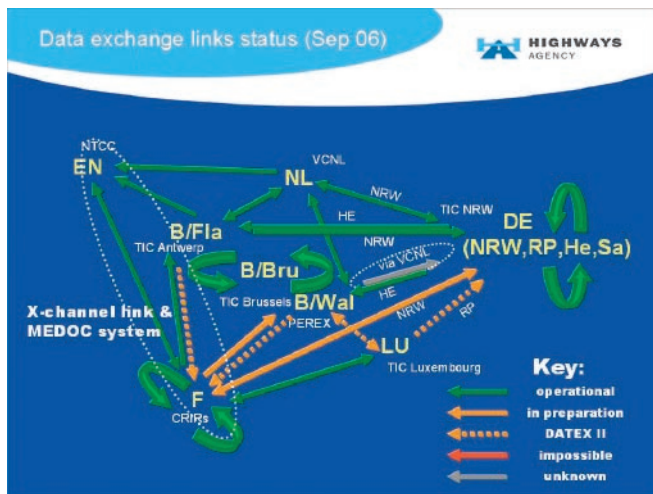 Data exchange links status (Sep 06)
HIGHWAYS
AGENCY
NTCC
EN
VCNL
NL
NRW
TIC NRW
HE
DE
(NRW,RP,He,Sa)
B/Fla
TIC Antwerp
NRW
via VCNL
B/Bru
TIC Brussels
B/Wal
HE
PEREX
NRW
RP
X-channel link &
MEDOC system
LU
TIC Luxembourg
F
CRIRs
Key:
operational
in preparation
DATEX II
impossible
unknown